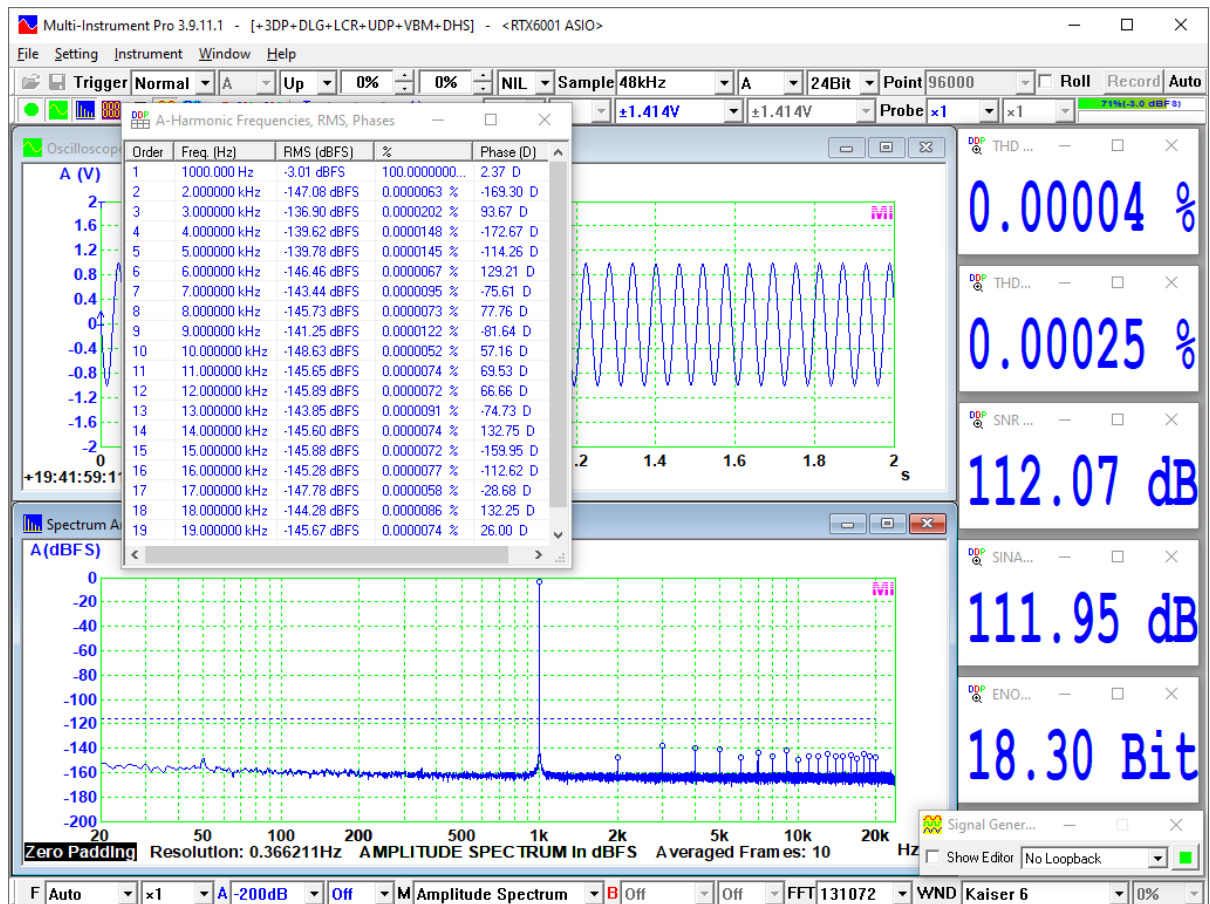 Multi-Instrument Pro 3.9.11.1 - [+3DP+DLG+LCR+UDP+VBM+DHS] - <RTX6001 ASIO>
File Setting Instrument Window Help
Trigger Normal A Up 0% 0% NIL Sample 48kHz A 24Bit Point 96000 Roll Record Auto
±1.414V ±1.414V Probe ×1 ×1 71%(-3.0 dBFS)
DDP A-Harmonic Frequencies, RMS, Phases
Order Freq. (Hz) RMS (dBFS) % Phase (D)
1 1000.000 Hz -3.01 dBFS 100.0000000... 2.37 D
2 2.000000 kHz -147.08 dBFS 0.0000063 % -169.30 D
3 3.000000 kHz -136.90 dBFS 0.0000202 % 93.67 D
4 4.000000 kHz -139.62 dBFS 0.0000148 % -172.67 D
5 5.000000 kHz -139.78 dBFS 0.0000145 % -114.26 D
6 6.000000 kHz -146.46 dBFS 0.0000067 % 129.21 D
7 7.000000 kHz -143.44 dBFS 0.0000095 % -75.61 D
8 8.000000 kHz -145.73 dBFS 0.0000073 % 77.76 D
9 9.000000 kHz -141.25 dBFS 0.0000122 % -81.64 D
10 10.000000 kHz -148.63 dBFS 0.0000052 % 57.16 D
11 11.000000 kHz -145.65 dBFS 0.0000074 % 69.53 D
12 12.000000 kHz -145.89 dBFS 0.0000072 % 66.66 D
13 13.000000 kHz -143.85 dBFS 0.0000091 % -74.73 D
14 14.000000 kHz -145.60 dBFS 0.0000074 % 132.75 D
15 15.000000 kHz -145.88 dBFS 0.0000072 % -159.95 D
16 16.000000 kHz -145.28 dBFS 0.0000077 % -112.62 D
17 17.000000 kHz -147.78 dBFS 0.0000058 % -28.68 D
18 18.000000 kHz -144.28 dBFS 0.0000086 % 132.25 D
19 19.000000 kHz -145.67 dBFS 0.0000074 % 26.00 D
Oscilloscope
A (V)
MI
2
1.6
1.2
0.8
0.4
0
-0.4
-0.8
-1.2
-1.6
-2
0 .2 1.4 1.6 1.8 2
+19:41:59:11 s
Spectrum A
A(dBFS)
MI
0
-20
-40
-60
-80
-100
-120
-140
-160
-180
-200
20 50 100 200 500 1k 2k 5k 10k 20k Hz
Zero Padding Resolution: 0.366211Hz AMPLITUDE SPECTRUM in dBFS Averaged Frames: 10
DDP THD ...
0.00004 %
DDP THD...
0.00025 %
DDP SNR ...
112.07 dB
DDP SINA...
111.95 dB
DDP ENO...
18.30 Bit
Signal Gener...
Show Editor No Loopback
F Auto ×1 A -200dB Off M Amplitude Spectrum B Off Off FFT 131072 WND Kaiser 6 0%